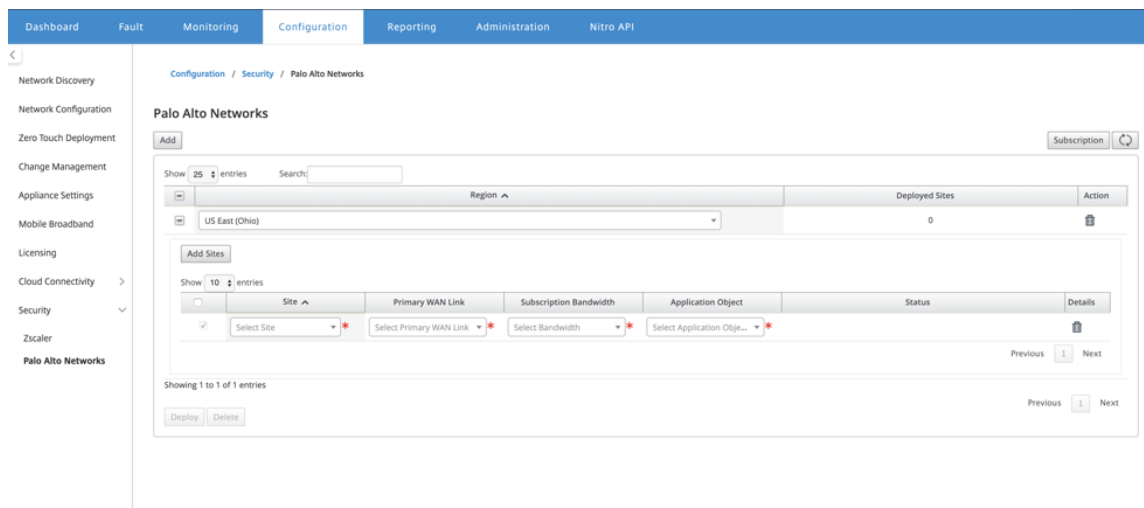 Dashboard Fault Monitoring Configuration Reporting Administration Nitro API
Network Discovery
Network Configuration
Zero Touch Deployment
Change Management
Appliance Settings
Mobile Broadband
Licensing
Cloud Connectivity
Security
Zscaler
Palo Alto Networks
Configuration / Security / Palo Alto Networks
Palo Alto Networks
Add Subscription
Show 25 entries Search:
Region Deployed Sites Action
US East (Ohio) 0
Add Sites
Show 10 entries
Site Primary WAN Link Subscription Bandwidth Application Object Status Details
Select Site * Select Primary WAN Link * Select Bandwidth * Select Application Obje... *
Previous 1 Next
Showing 1 to 1 of 1 entries
Previous 1 Next
Deploy Delete